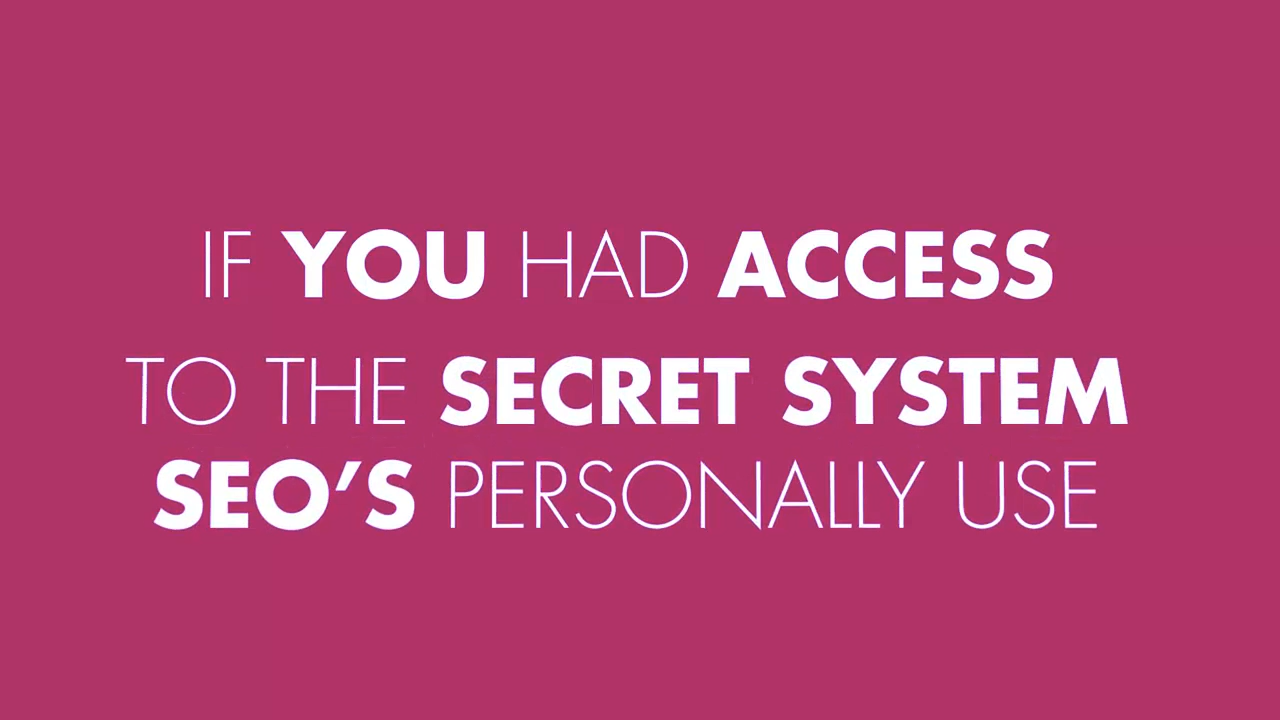 IF YOU HAD ACCESS
TO THE SECRET SYSTEM
SEO’S PERSONALLY USE